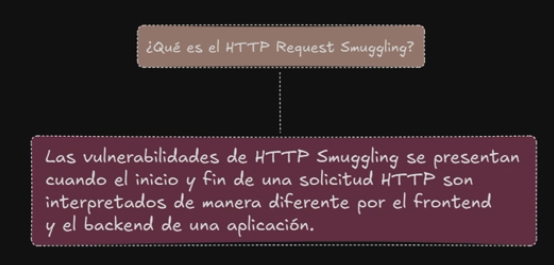 ¿Qué es el HTTP Request Smuggling?
Las vulnerabilidades de HTTP Smuggling se presentan
cuando el inicio y fin de una solicitud HTTP son
interpretados de manera diferente por el frontend
y el backend de una aplicación.